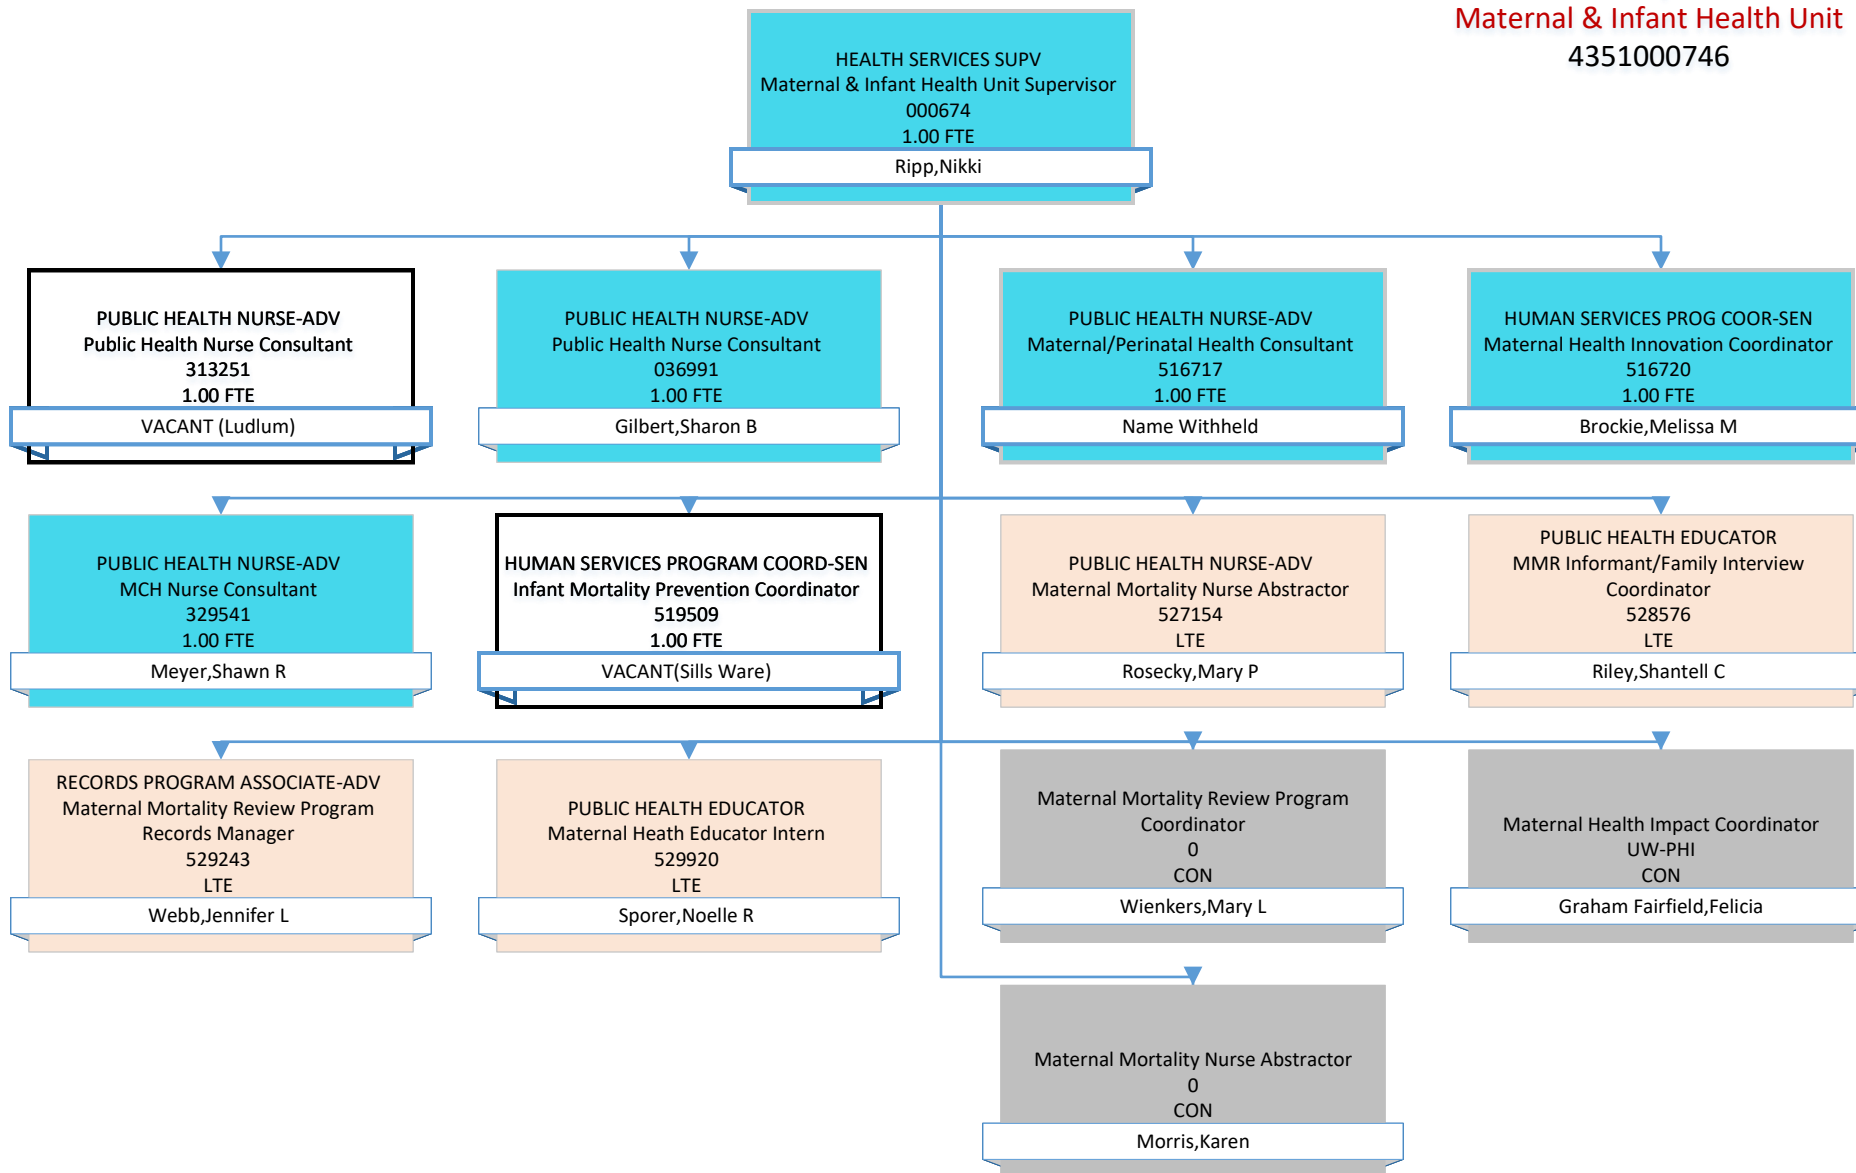 Maternal & Infant Health Unit
4351000746
HEALTH SERVICES SUPV
Maternal & Infant Health Unit Supervisor
000674
1.00 FTE
Ripp,Nikki
PUBLIC HEALTH NURSE-ADV
Public Health Nurse Consultant
313251
1.00 FTE
VACANT (Ludlum)
PUBLIC HEALTH NURSE-ADV
Public Health Nurse Consultant
036991
1.00 FTE
Gilbert,Sharon B
PUBLIC HEALTH NURSE-ADV
Maternal/Perinatal Health Consultant
516717
1.00 FTE
Name Withheld
HUMAN SERVICES PROG COOR-SEN
Maternal Health Innovation Coordinator
516720
1.00 FTE
Brockie,Melissa M
PUBLIC HEALTH NURSE-ADV
MCH Nurse Consultant
329541
1.00 FTE
Meyer,Shawn R
HUMAN SERVICES PROGRAM COORD-SEN
Infant Mortality Prevention Coordinator
519509
1.00 FTE
VACANT(Sills Ware)
PUBLIC HEALTH NURSE-ADV
Maternal Mortality Nurse Abstractor
527154
LTE
Rosecky,Mary P
PUBLIC HEALTH EDUCATOR
MMR Informant/Family Interview
Coordinator
528576
LTE
Riley,Shantell C
RECORDS PROGRAM ASSOCIATE-ADV
Maternal Mortality Review Program
Records Manager
529243
LTE
Webb,Jennifer L
PUBLIC HEALTH EDUCATOR
Maternal Heath Educator Intern
529920
LTE
Sporer,Noelle R
Maternal Mortality Review Program
Coordinator
0
CON
Wienkers,Mary L
Maternal Health Impact Coordinator
UW-PHI
CON
Graham Fairfield,Felicia
Maternal Mortality Nurse Abstractor
0
CON
Morris,Karen